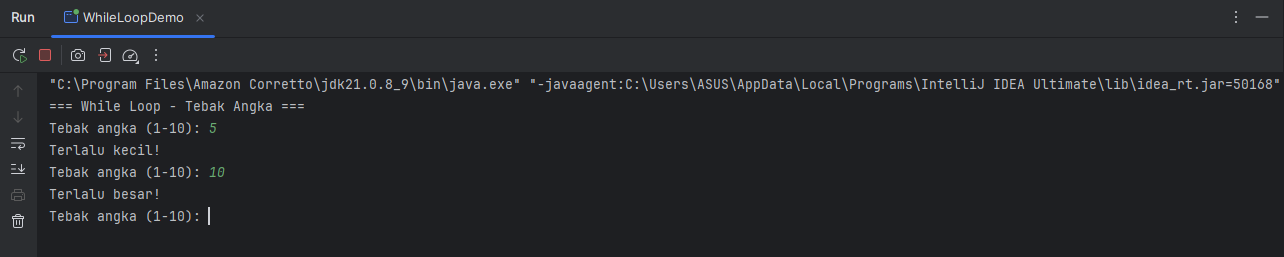 Run WhileLoopDemo
"C:\Program Files\Amazon Corretto\jdk21.0.8_9\bin\java.exe" "-javaagent:C:\Users\ASUS\AppData\Local\Programs\IntelliJ IDEA Ultimate\lib\idea_rt.jar=50168"
=== While Loop - Tebak Angka ===
Tebak angka (1-10): 5
Terlalu kecil!
Tebak angka (1-10): 10
Terlalu besar!
Tebak angka (1-10):